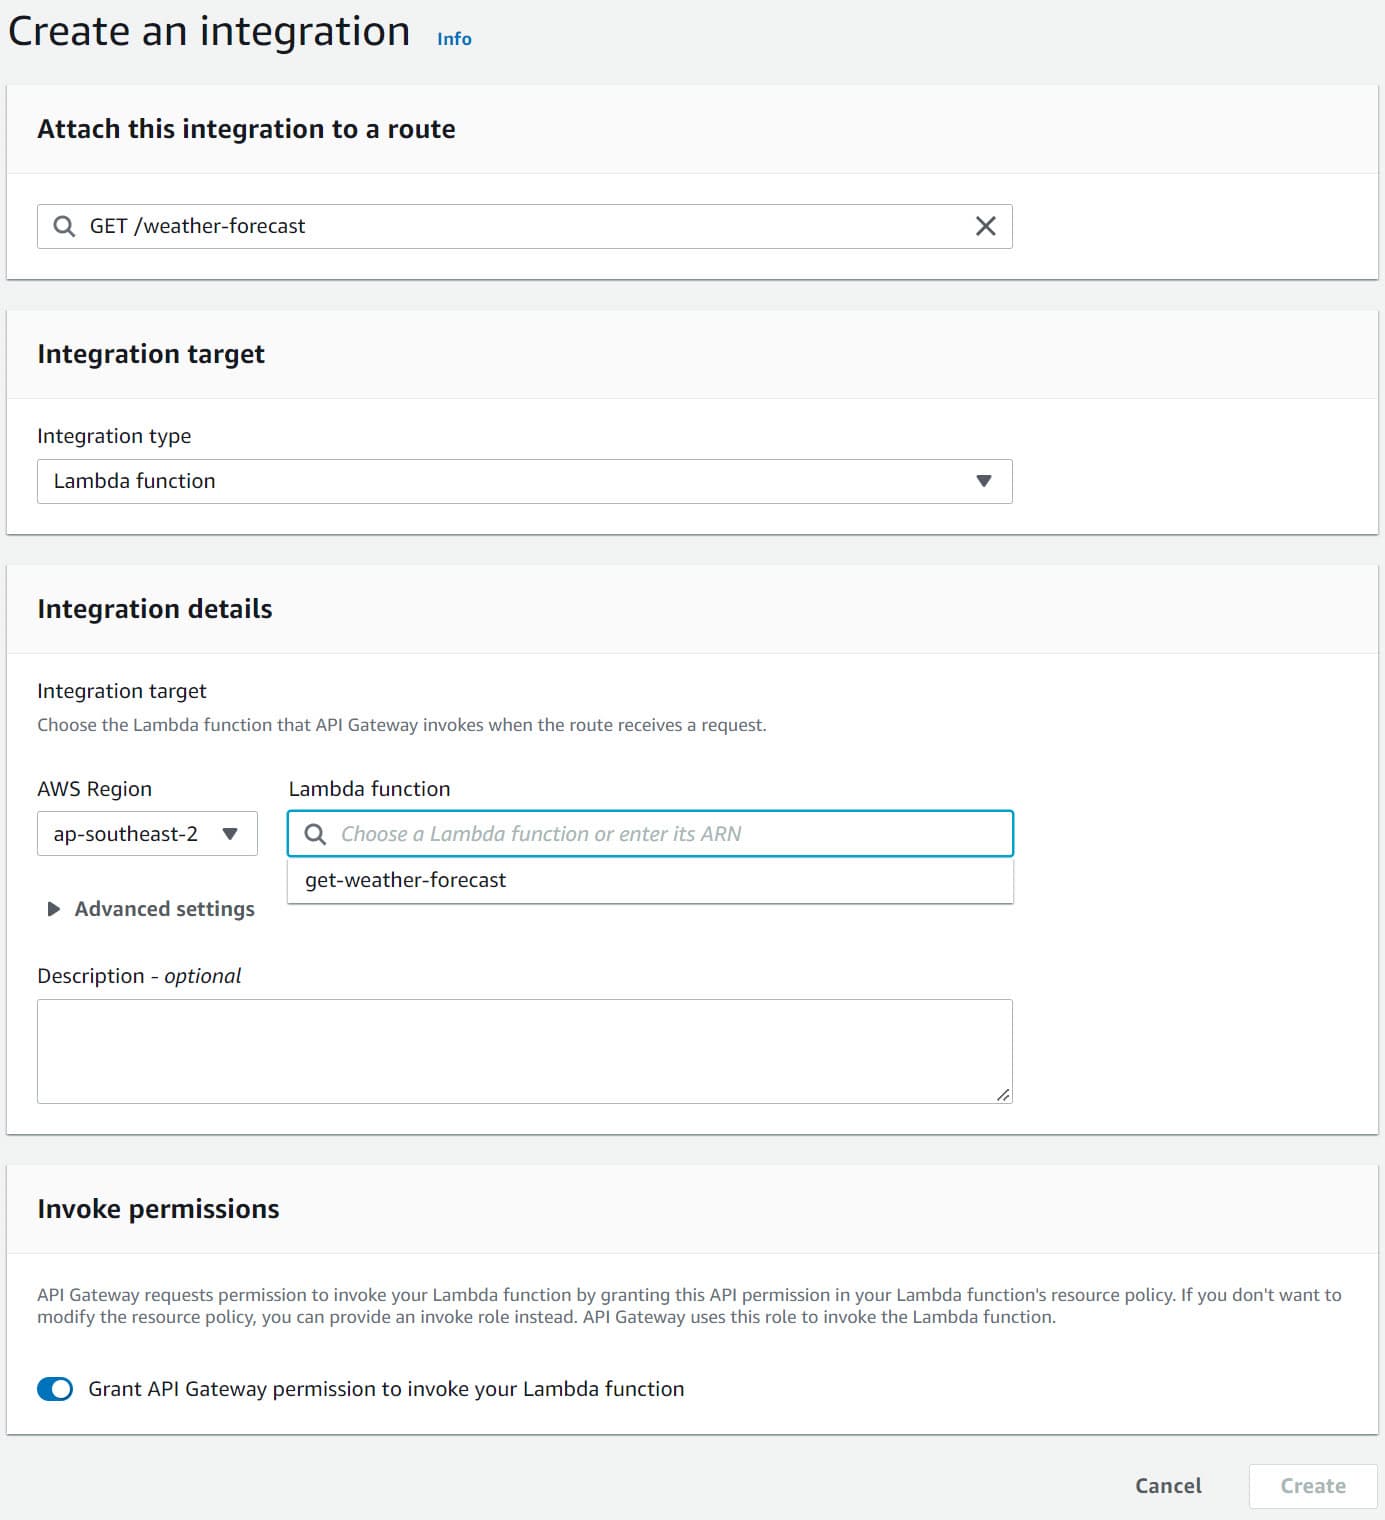 Create an integration Info
Attach this integration to a route
GET /weather-forecast
Integration target
Integration type
Lambda function
Integration details
Integration target
Choose the Lambda function that API Gateway invokes when the route receives a request.
AWS Region
Lambda function
ap-southeast-2
Choose a Lambda function or enter its ARN
get-weather-forecast
Advanced settings
Description - optional
Invoke permissions
API Gateway requests permission to invoke your Lambda function by granting this API permission in your Lambda function's resource policy. If you don't want to
modify the resource policy, you can provide an invoke role instead. API Gateway uses this role to invoke the Lambda function.
Grant API Gateway permission to invoke your Lambda function
Cancel
Create